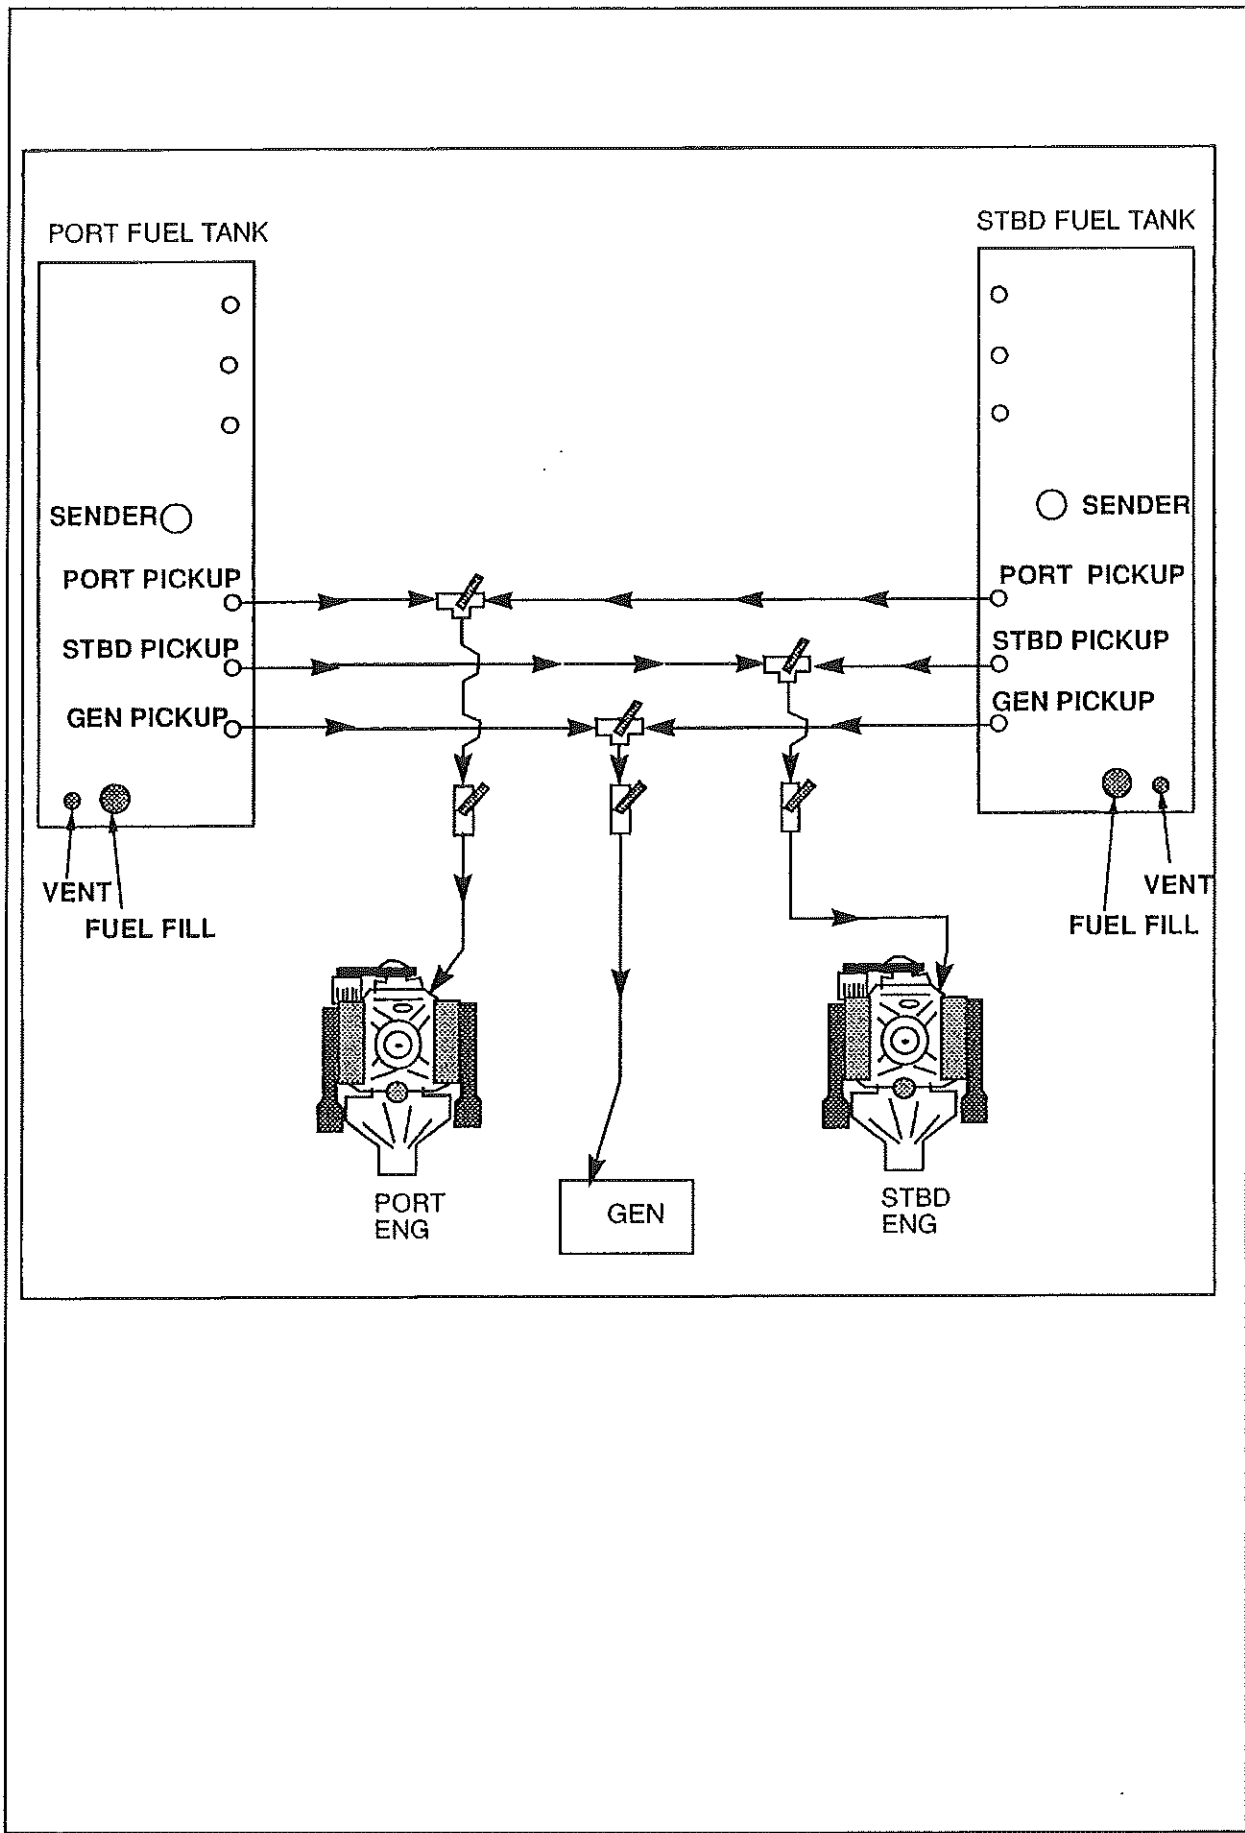 PORT FUEL TANK
STBD FUEL TANK
SENDER
SENDER
PORT PICKUP
PORT PICKUP
STBD PICKUP
STBD PICKUP
GEN PICKUP
GEN PICKUP
VENT
FUEL FILL
VENT
FUEL FILL
PORT
ENG
GEN
STBD
ENG